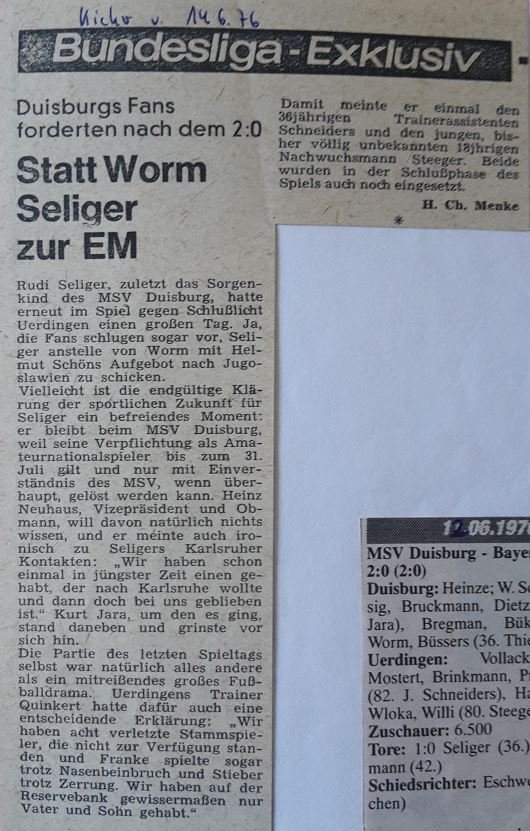 Kicker v. 14.6.76
Bundesliga-Exklusiv
Duisburgs Fans
forderten nach dem 2:0
Statt Worm
Seliger
zur EM
Rudi Seliger, zuletzt das Sorgen-
kind des MSV Duisburg, hatte
erneut im Spiel gegen Schlußlicht
Uerdingen einen großen Tag. Ja,
die Fans schlugen sogar vor, Seli-
ger anstelle von Worm mit Hel-
mut Schöns Aufgebot nach Jugo-
slawien zu schicken.
Vielleicht ist die endgültige Klä-
rung der sportlichen Zukunft für
Seliger ein befreiendes Moment:
er bleibt beim MSV Duisburg,
weil seine Verpflichtung als Ama-
teurnationalspieler bis zum 31.
Juli gilt und nur mit Einver-
ständnis des MSV, wenn über-
haupt, gelöst werden kann. Heinz
Neuhaus, Vizepräsident und Ob-
mann, will davon natürlich nichts
wissen, und er meinte auch iro-
nisch zu Seligers Karlsruher
Kontakten: „Wir haben schon
einmal in jüngster Zeit einen ge-
habt, der nach Karlsruhe wollte
und dann doch bei uns geblieben
ist." Kurt Jara, um den es ging,
stand daneben und grinste vor
sich hin.
Die Partie des letzten Spieltags
selbst war natürlich alles andere
als ein mitreißendes großes Fuß-
balldrama. Uerdingens Trainer
Quinkert hatte dafür auch eine
entscheidende Erklärung: „Wir
haben acht verletzte Stammspie-
ler, die nicht zur Verfügung stan-
den und Franke spielte sogar
trotz Nasenbeinbruch und Stieber
trotz Zerrung. Wir haben auf der
Reservebank gewissermaßen nur
Vater und Sohn gehabt."
Damit meinte er einmal den
36jährigen Trainerassistenten
Schneiders und den jungen, bis-
her völlig unbekannten 18jhrigen
Nachwuchsmann Steeger. Beide
wurden in der Schlußphase des
Spiels auch noch eingesetzt.
H. Ch. Menke
*
12.06.1976
MSV Duisburg - Baye
2:0 (2:0)
Duisburg: Heinze; W. Sc
sig, Bruckmann, Dietz
Jara), Bregman, Bük
Worm, Büssers (36. Thie
Uerdingen: Vollack
Mostert, Brinkmann, P
(82. J. Schneiders), Ha
Wloka, Willi (80. Steege
Zuschauer: 6.500
Tore: 1:0 Seliger (36.)
mann (42.)
Schiedsrichter: Eschwe
chen)